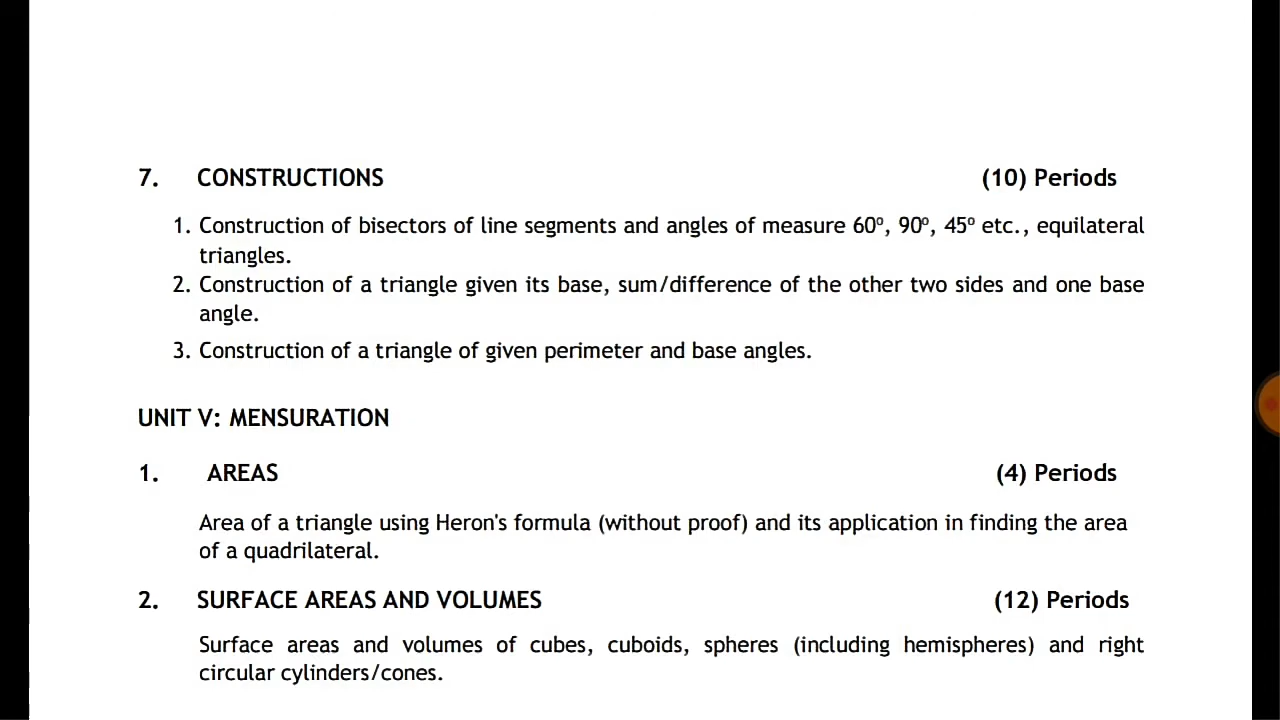 7. CONSTRUCTIONS (10) Periods
1. Construction of bisectors of line segments and angles of measure 60º, 90º, 45º etc., equilateral
triangles.
2. Construction of a triangle given its base, sum/difference of the other two sides and one base
angle.
3. Construction of a triangle of given perimeter and base angles.
UNIT V: MENSURATION
1. AREAS (4) Periods
Area of a triangle using Heron's formula (without proof) and its application in finding the area
of a quadrilateral.
2. SURFACE AREAS AND VOLUMES (12) Periods
Surface areas and volumes of cubes, cuboids, spheres (including hemispheres) and right
circular cylinders/cones.